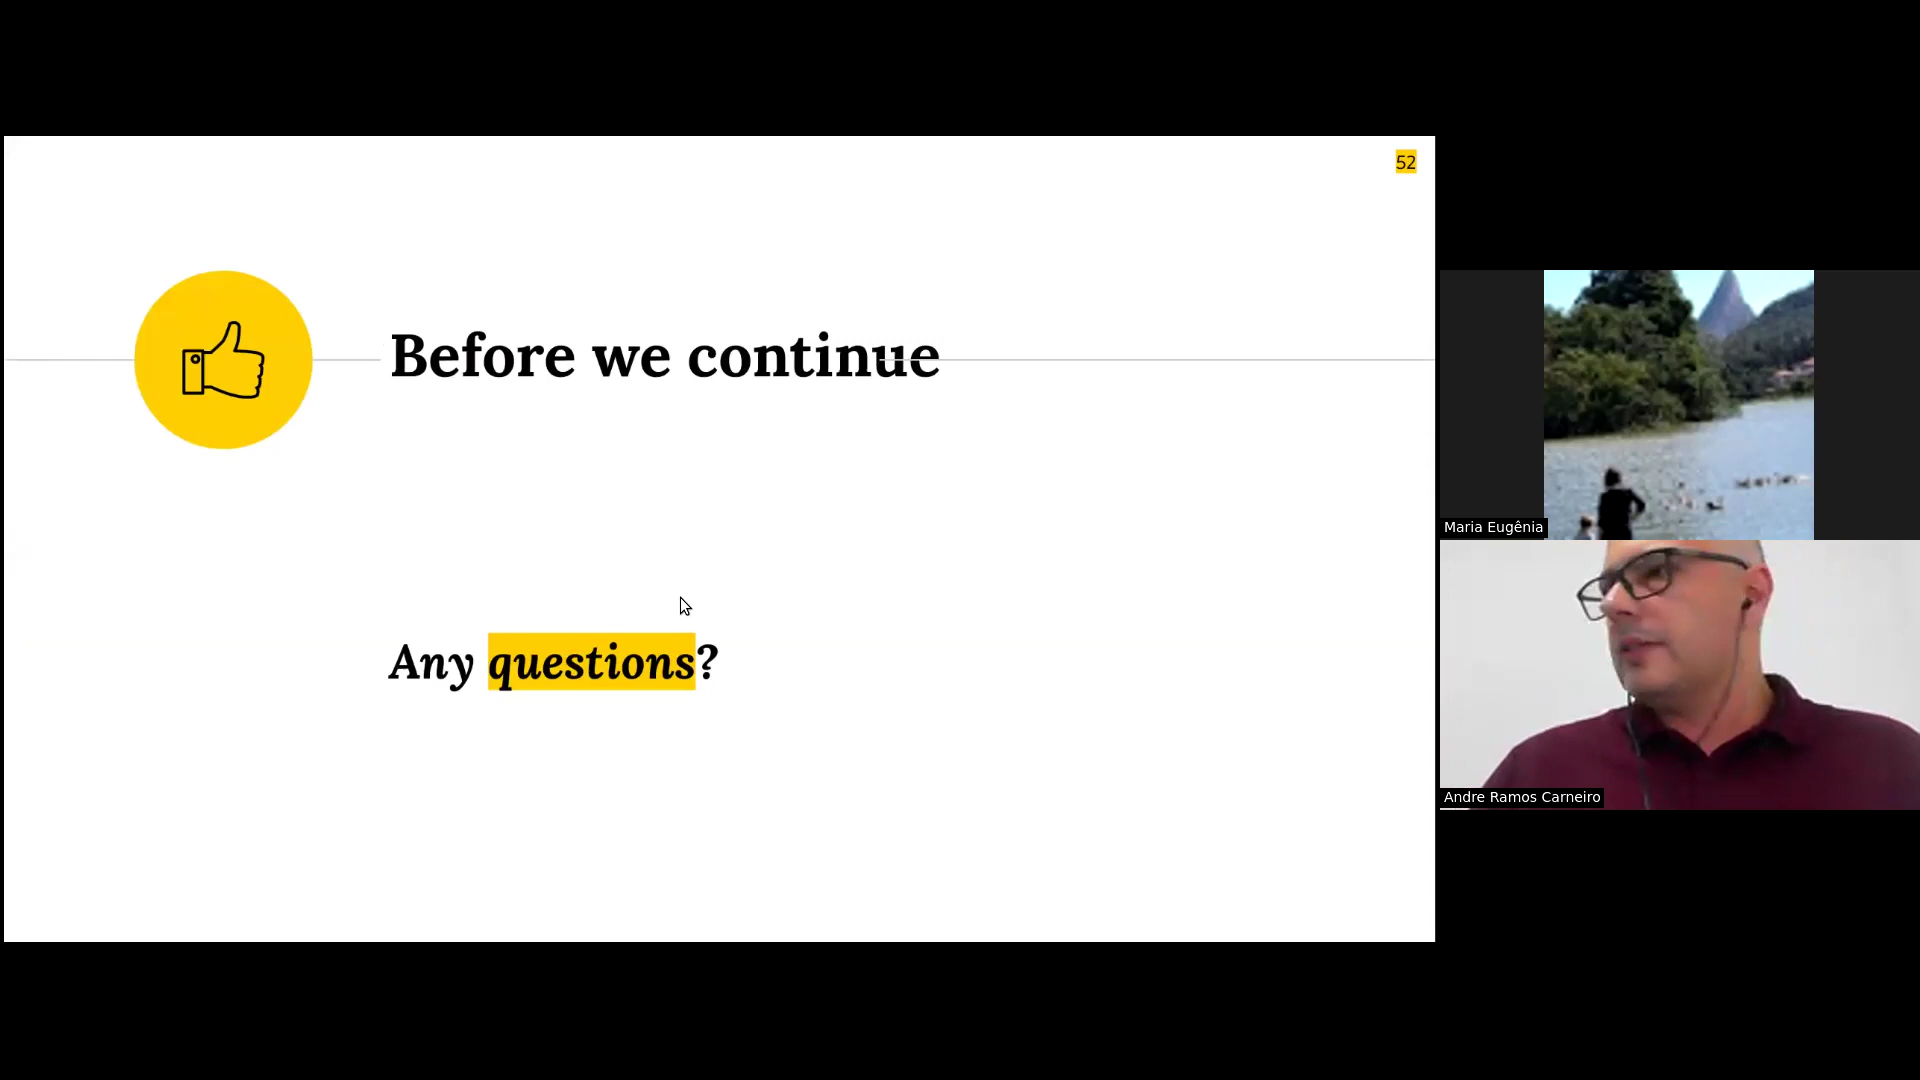 52
Before we continue
Any questions?
Maria Eugênia
Andre Ramos Carneiro